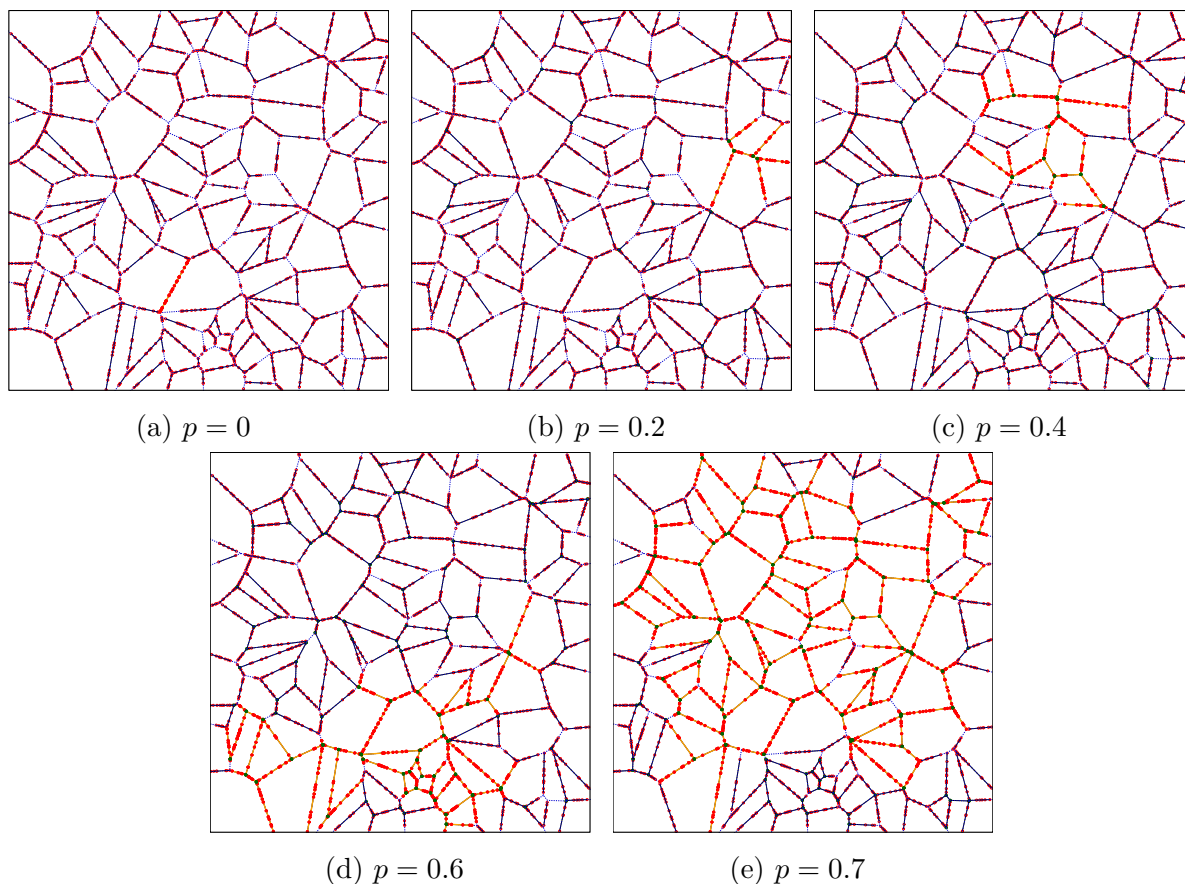 (a) p = 0
(b) p = 0.2
(c) p = 0.4
(d) p = 0.6
(e) p = 0.7